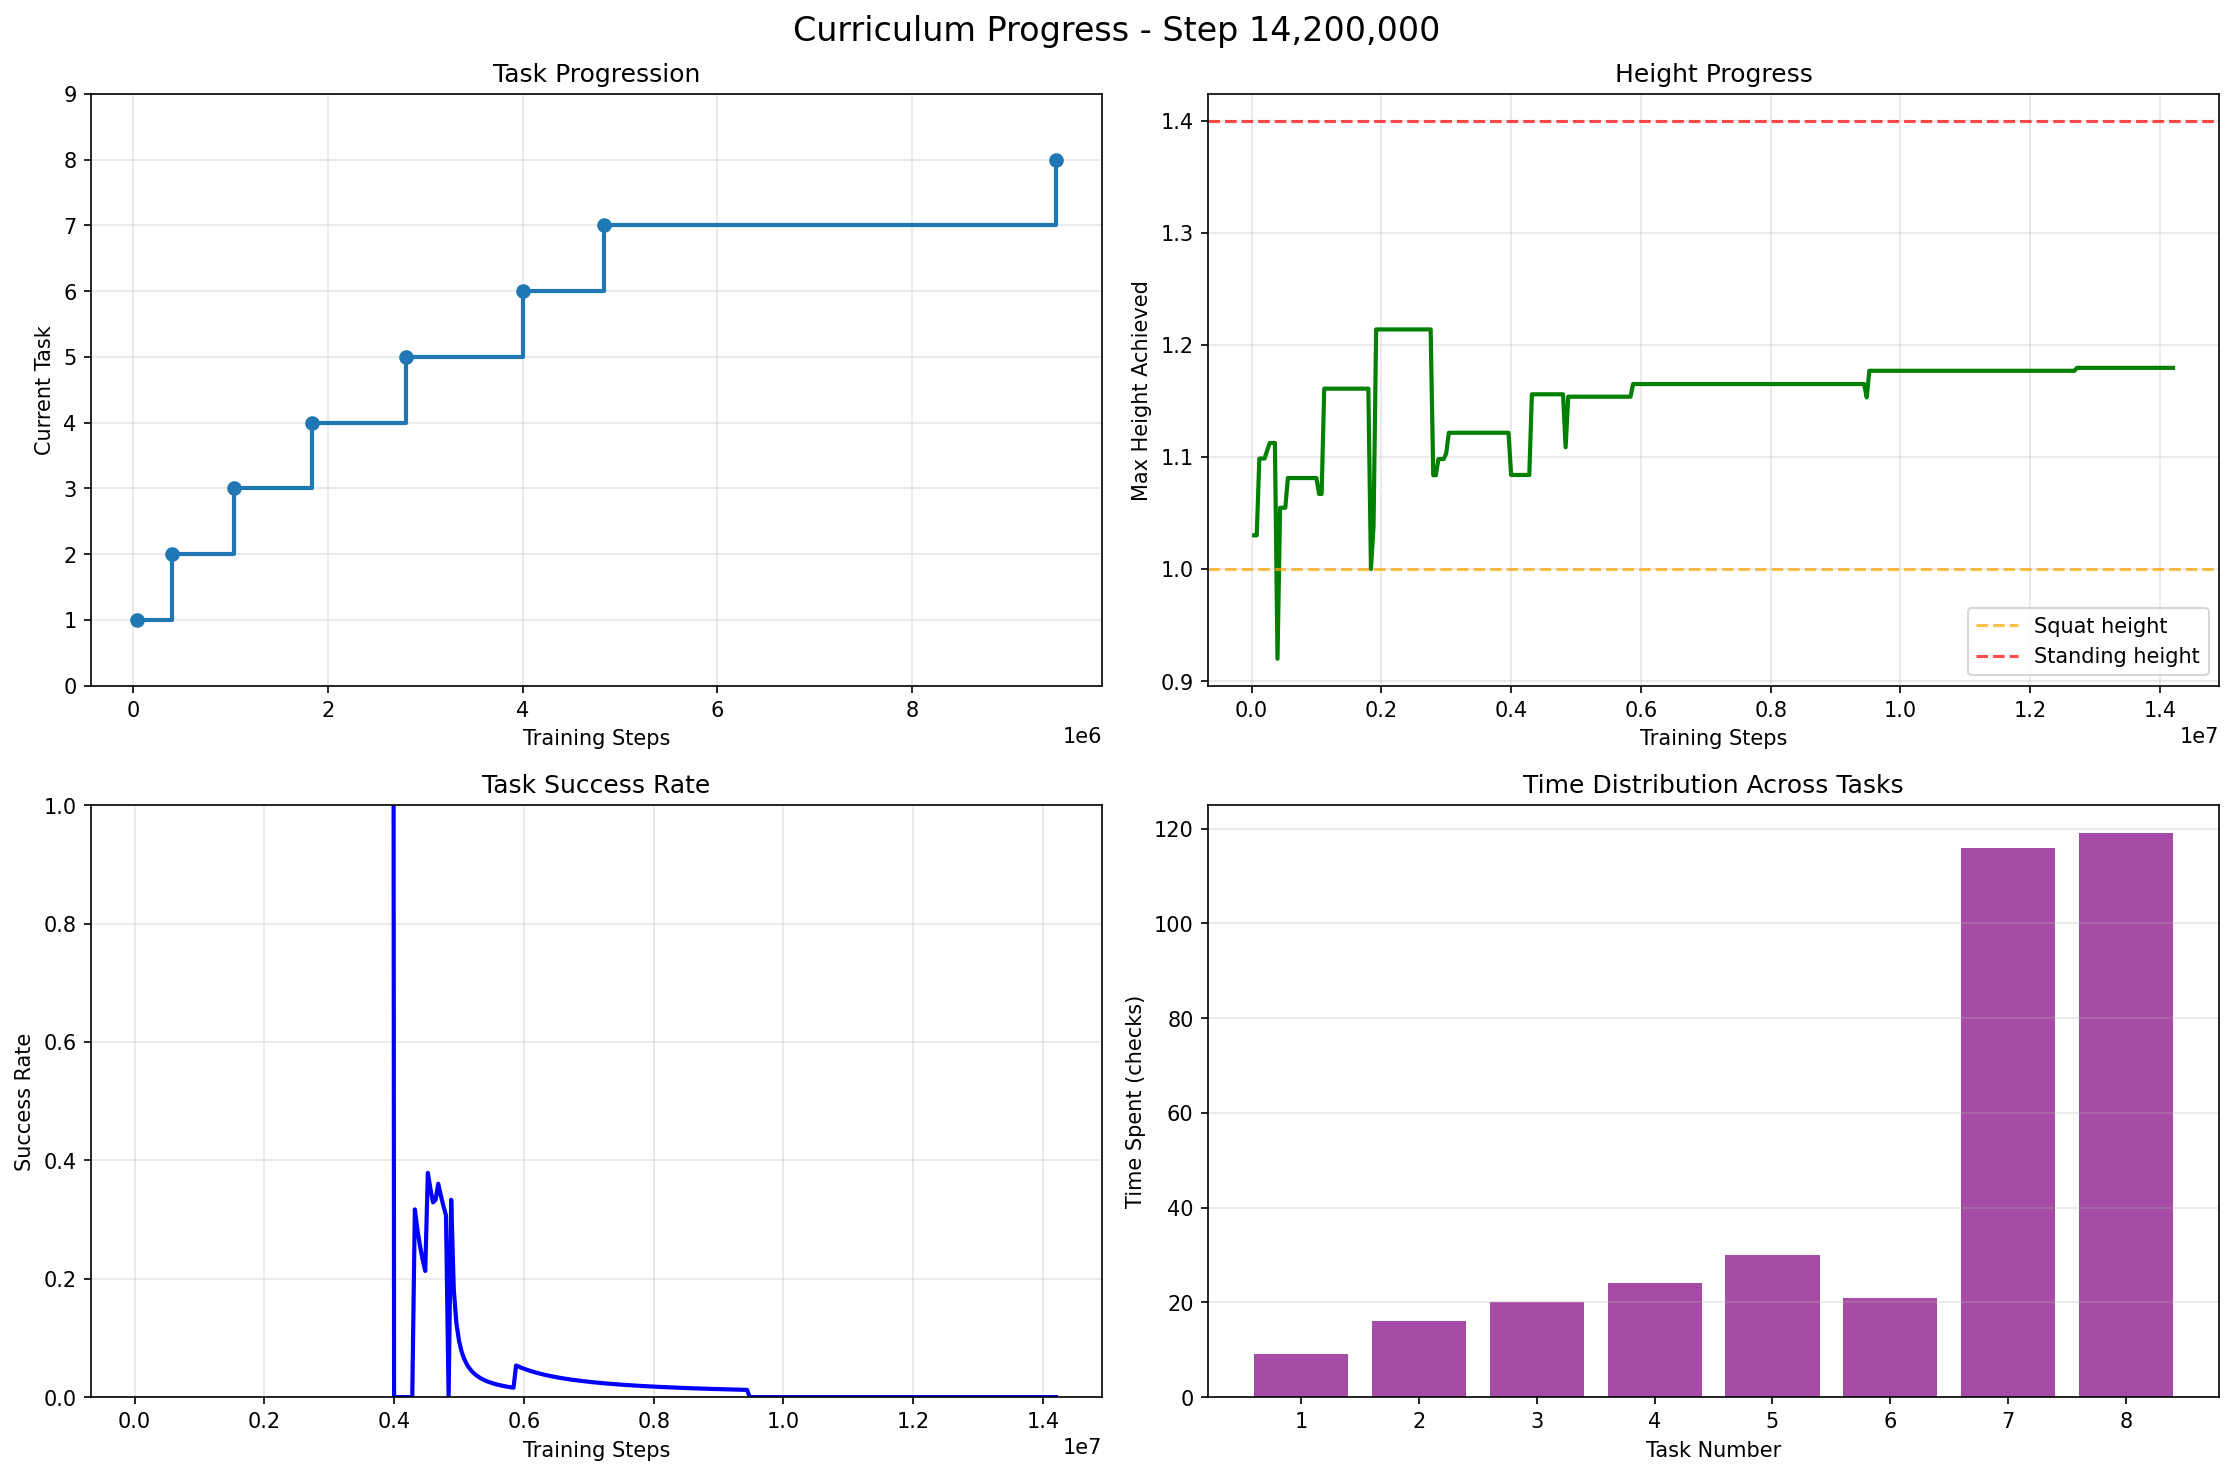 Curriculum Progress - Step 14,200,000
Task Progression
9
8
7
6
5
4
3
2
1
0
Current Task
0 2 4 6 8
1e6
Training Steps
Height Progress
1.4
1.3
1.2
1.1
1.0
0.9
Max Height Achieved
Squat height
Standing height
0.0 0.2 0.4 0.6 0.8 1.0 1.2 1.4
1e7
Training Steps
Task Success Rate
1.0
0.8
0.6
0.4
0.2
0.0
Success Rate
0.0 0.2 0.4 0.6 0.8 1.0 1.2 1.4
1e7
Training Steps
Time Distribution Across Tasks
120
100
80
60
40
20
0
Time Spent (checks)
1 2 3 4 5 6 7 8
Task Number